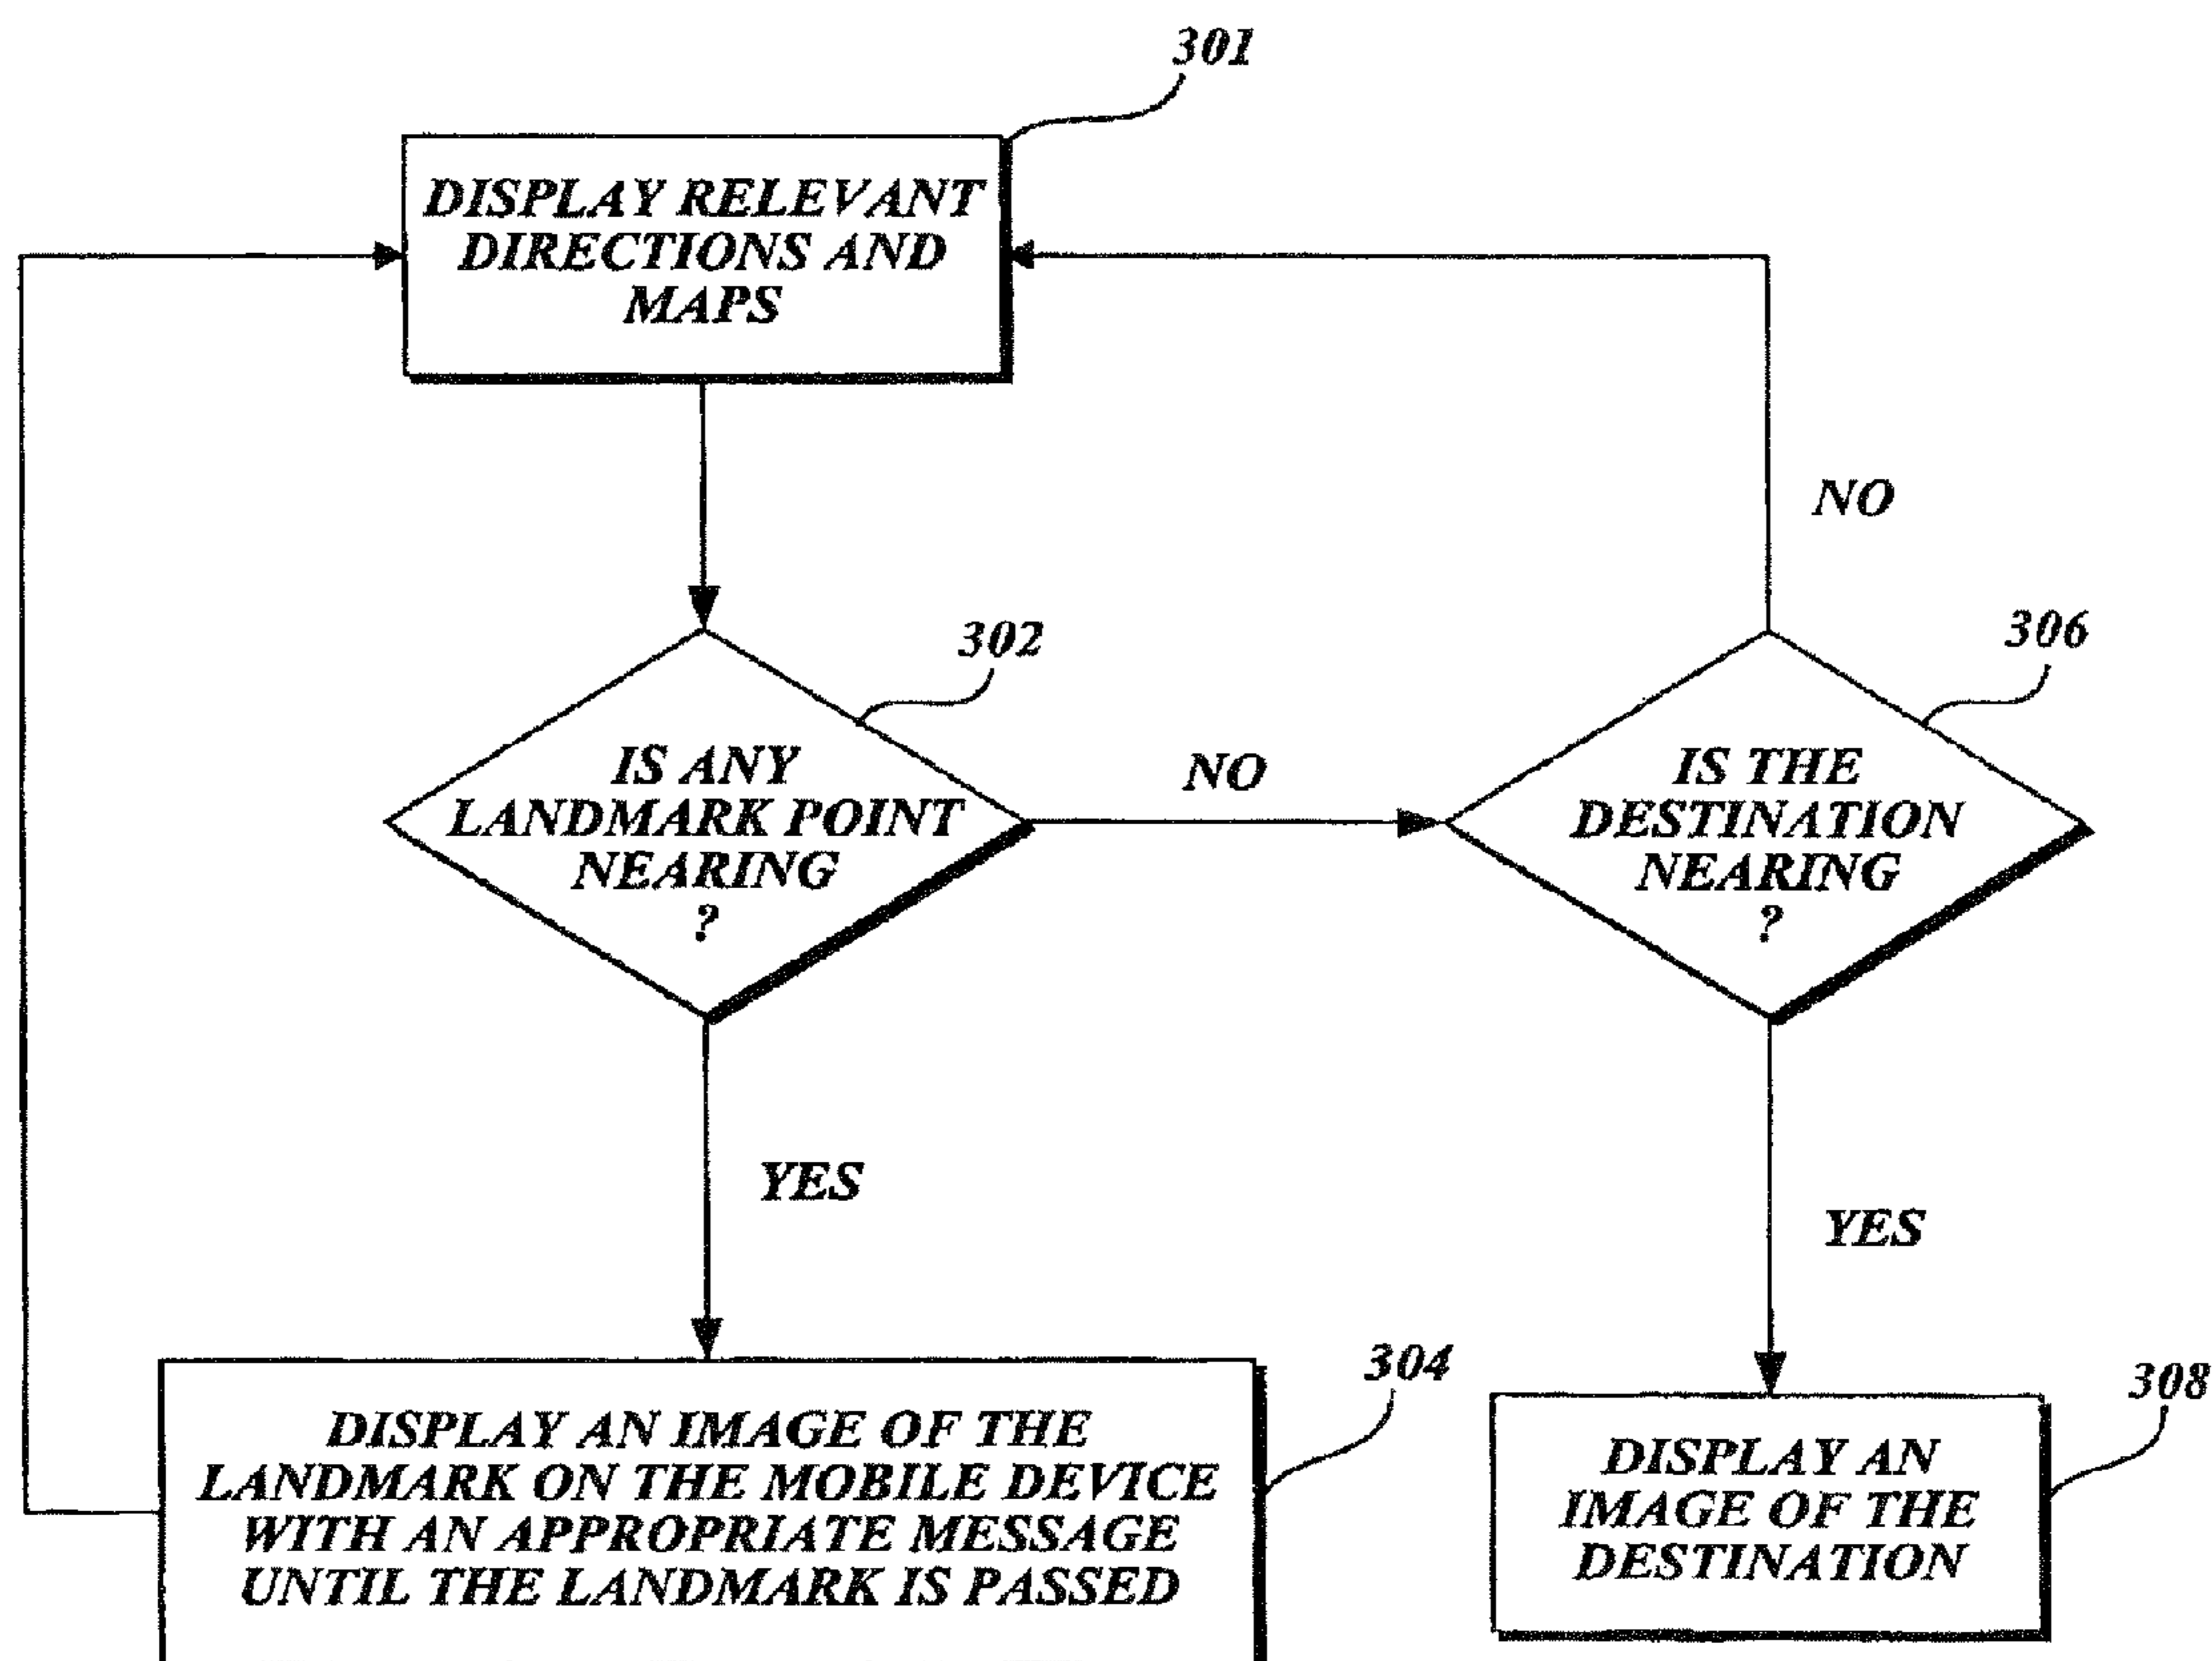 301
DISPLAY RELEVANT
DIRECTIONS AND
MAPS
NO
302
306
IS ANY
LANDMARK POINT
NEARING
?
NO
IS THE
DESTINATION
NEARING
?
YES
YES
304
308
DISPLAY AN IMAGE OF THE
LANDMARK ON THE MOBILE DEVICE
WITH AN APPROPRIATE MESSAGE
UNTIL THE LANDMARK IS PASSED
DISPLAY AN
IMAGE OF THE
DESTINATION